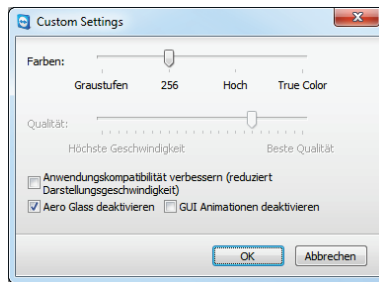 Custom Settings
Farben:
Graustufen 256 Hoch True Color
Qualität:
Höchste Geschwindigkeit Beste Qualität
Anwendungskompatibilität verbessern (reduziert
Darstellungsgeschwindigkeit)
Aero Glass deaktivieren GUI Animationen deaktivieren
OK Abbrechen